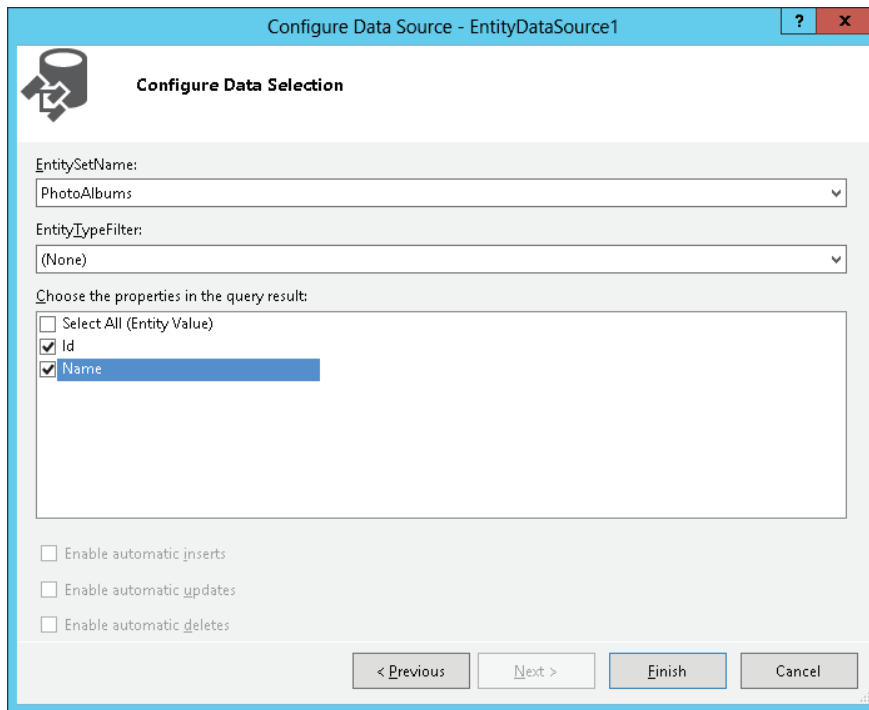 Configure Data Source - EntityDataSource1
? x
Configure Data Selection
EntitySetName:
PhotoAlbums
EntityTypeFilter:
(None)
Choose the properties in the query result:
Select All (Entity Value)
Id
Name
Enable automatic inserts
Enable automatic updates
Enable automatic deletes
< Previous Next > Finish Cancel